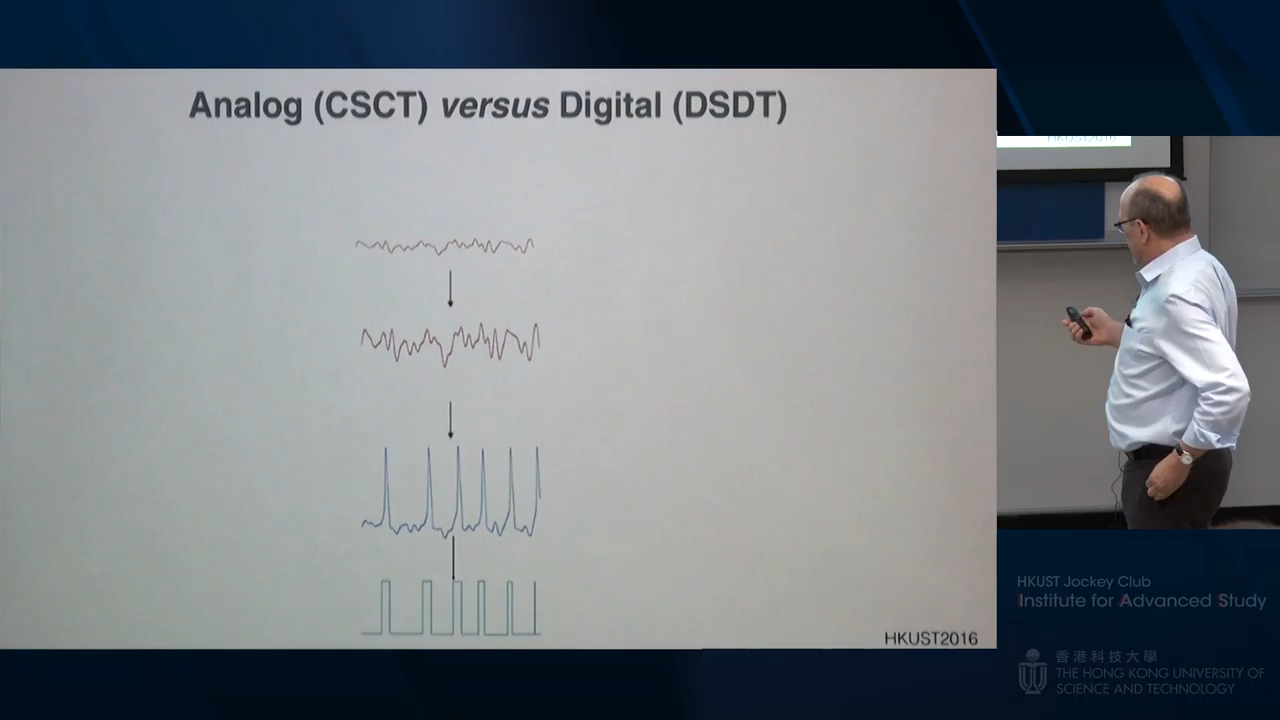 Analog (CSCT) versus Digital (DSDT)
HKUST2016
HKUST2016
HKUST Jockey Club
Institute for Advanced Study
香港科技大學
THE HONG KONG UNIVERSITY OF
SCIENCE AND TECHNOLOGY